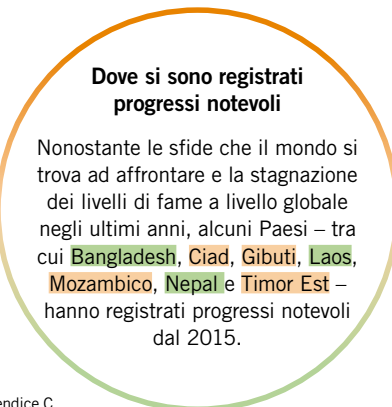 Dove si sono registrati
progressi notevoli
Nonostante le sfide che il mondo si
trova ad affrontare e la stagnazione
dei livelli di fame a livello globale
negli ultimi anni, alcuni Paesi – tra
cui Bangladesh, Ciad, Gibuti, Laos,
Mozambico, Nepal e Timor Est –
hanno registrati progressi notevoli
dal 2015.
endice C